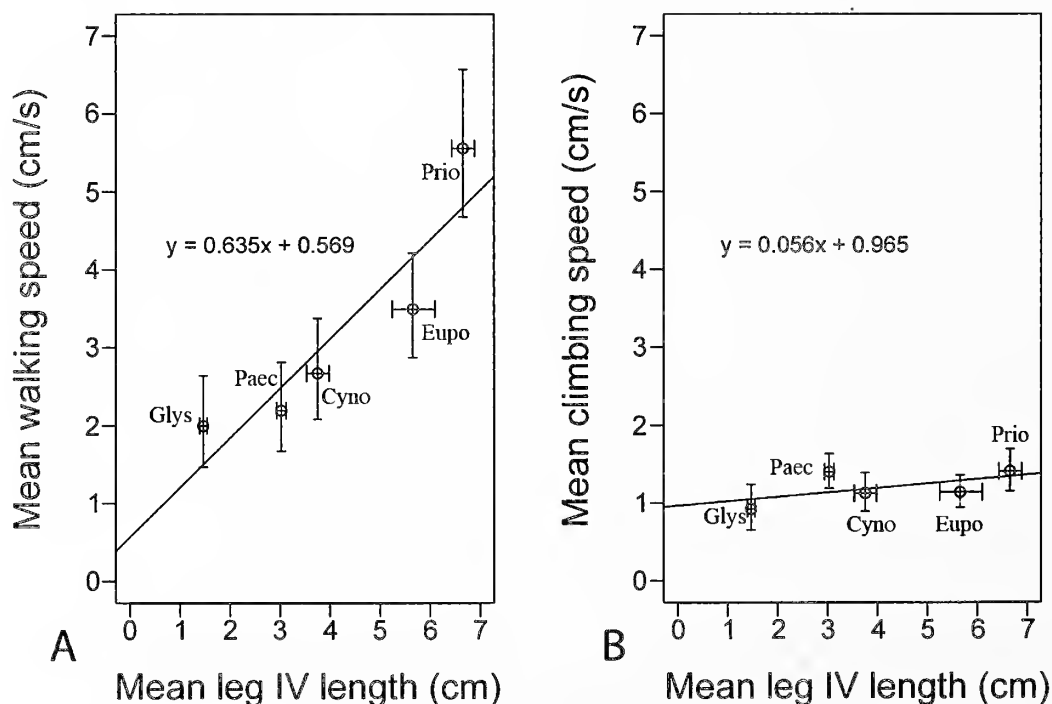 Mean walking speed (cm/s)
7
6
5
4
3
2
1
0
Prio
y = 0.635x + 0.569
Eupo
Paec
Cyno
Glys
0 1 2 3 4 5 6 7
A
Mean leg IV length (cm)
Mean climbing speed (cm/s)
7
6
5
4
3
2
1
0
y = 0.056x + 0.965
Prio
Paec
Glys
Cyno
Eupo
0 1 2 3 4 5 6 7
B
Mean leg IV length (cm)